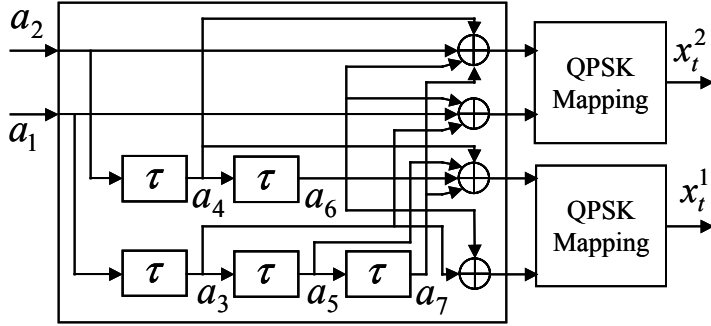 a₂
a₁
QPSK
Mapping
x_t^2
τ
a₄
τ
a₆
QPSK
Mapping
x_t^1
τ
a₃
τ
a₅
τ
a₇